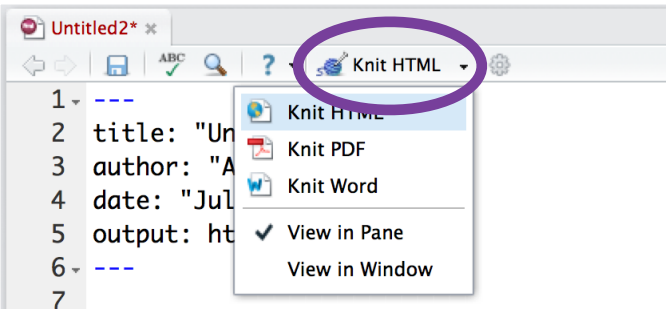 Untitled2*
ABC ? Knit HTML
1 ---
2 title: "Un
3 author: "A
4 date: "Jul
5 output: ht
6 ---
7
Knit HTML
Knit PDF
Knit Word
View in Pane
View in Window